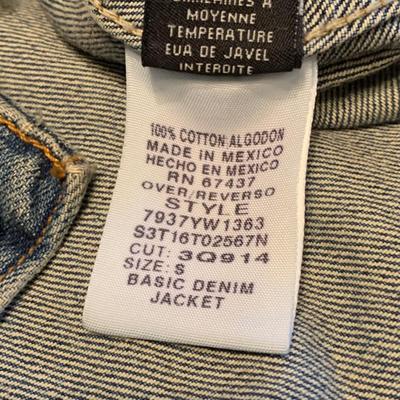 MOYENNE
TEMPERATURE
EUA DE JAVEL
INTERDITE
100% COTTON ALGODON
MADE IN MEXICO
HECHO EN MEXICO
RN 67437
OVER/REVERSO
STYLE
7937YW1363
S3T16T02567N
CUT: 3Q914
SIZE: S
BASIC DENIM
JACKET